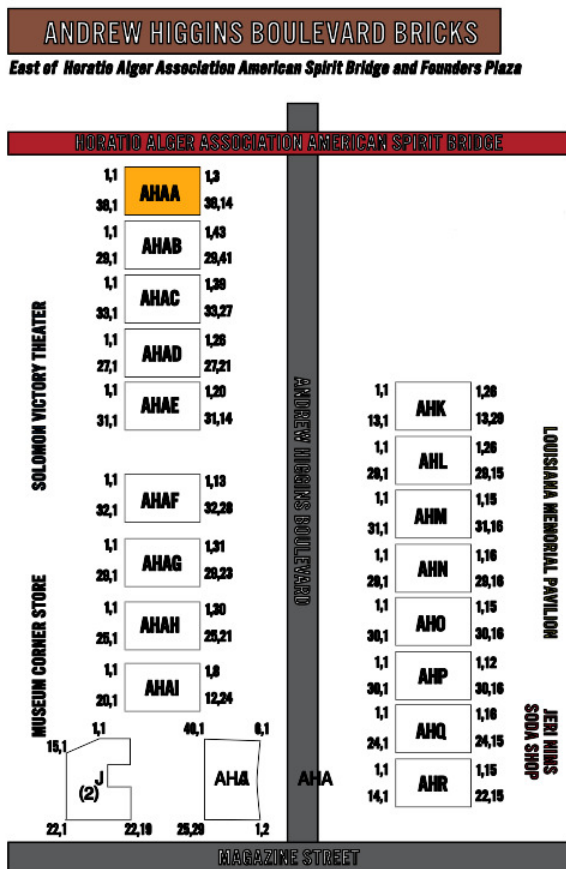 ANDREW HIGGINS BOULEVARD BRICKS
East of Horatio Alger Association American Spirit Bridge and Founders Plaza
HORATIO ALGER ASSOCIATION AMERICAN SPIRIT BRIDGE
1,1 1,3
AHAA
38,1 38,14
1,1 1,43
AHAB
29,1 29,41
1,1 1,39
AHAC
33,1 33,27
1,1 1,26
AHAD
27,1 27,21
1,1 1,20
AHAE
31,1 31,14
1,1 1,13
AHAF
32,1 32,28
1,1 1,31
AHAG
29,1 29,23
1,1 1,30
AHAH
25,1 25,21
1,1 1,8
AHAI
20,1 12,24
1,1
15,1
J
(2)
22,1 22,19
40,1 6,1
25,29 1,2
AHA
SOLOMON VICTORY THEATER
MUSEUM CORNER STORE
ANDREW HIGGINS BOULEVARD
1,1 1,26
AHK
13,1 13,29
1,1 1,26
AHL
29,1 29,15
1,1 1,15
AHM
31,1 31,16
1,1 1,16
AHN
29,1 29,16
1,1 1,15
AHO
30,1 30,16
1,1 1,12
AHP
30,1 30,16
1,1 1,16
AHQ
24,1 24,15
1,1 1,15
AHR
14,1 22,15
LOUISIANA MEMORIAL PAVILION
JERI NIMS
SODA SHOP
MAGAZINE STREET